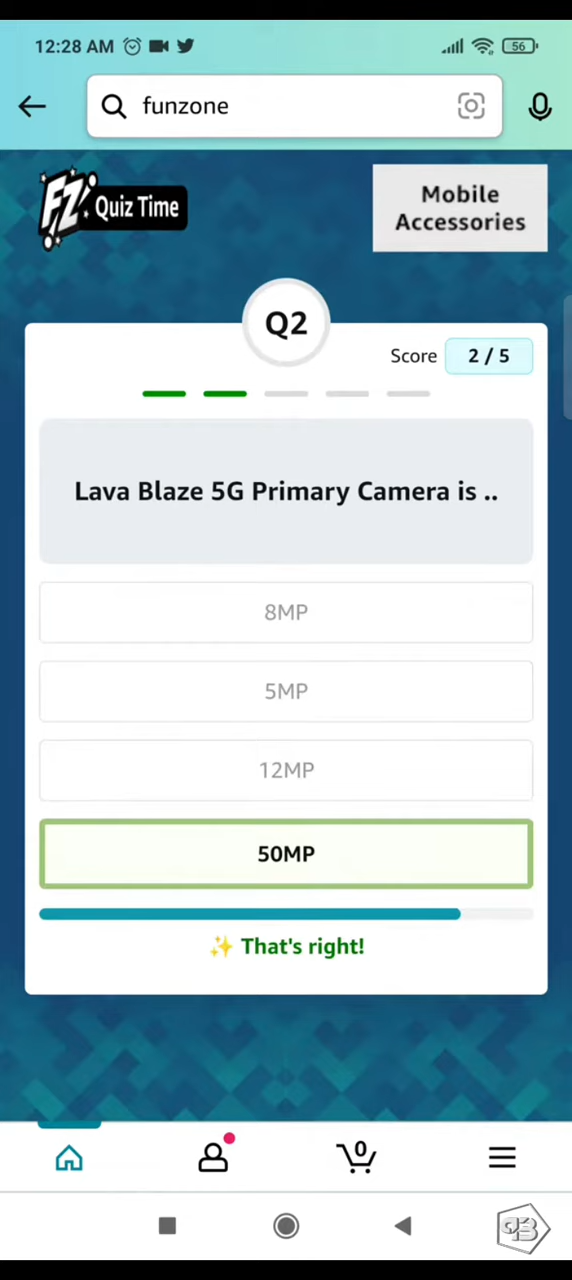 12:28 AM
56
funzone
FZ Quiz Time
Mobile
Accessories
Q2
Score 2 / 5
Lava Blaze 5G Primary Camera is ..
8MP
5MP
12MP
50MP
✨ That's right!
0